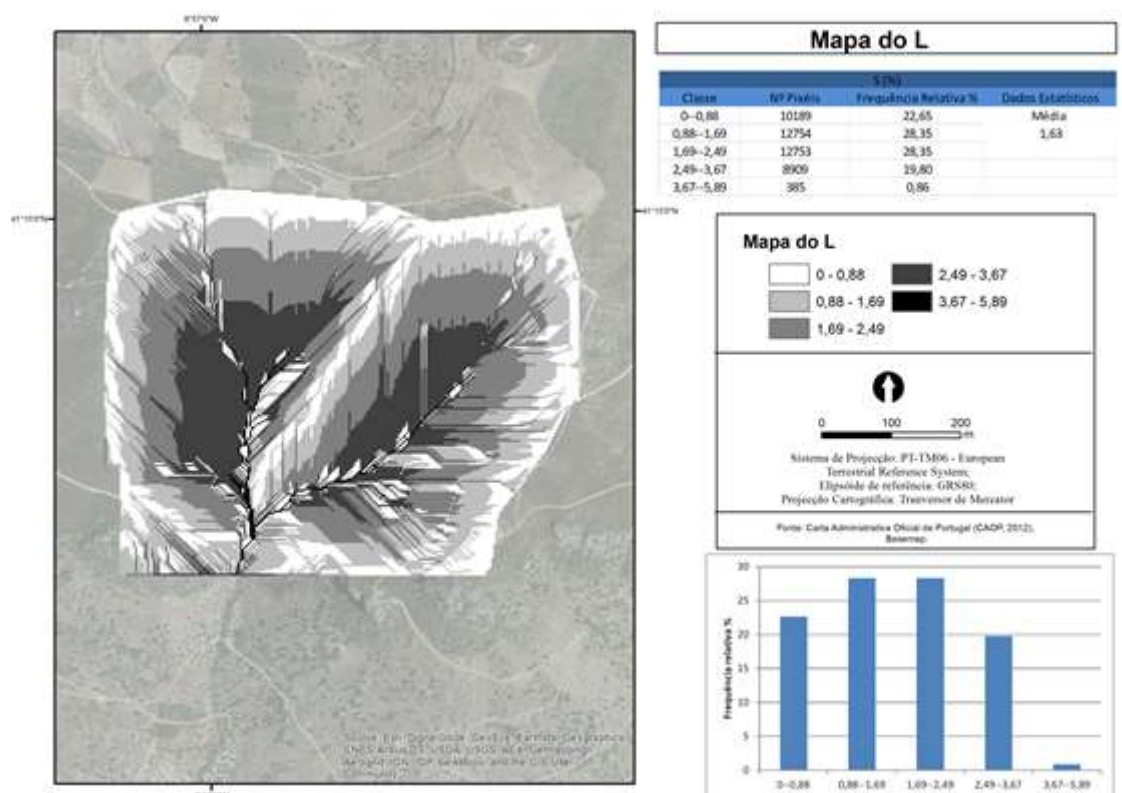 Mapa do L
S (%)
Classe Nº Pixéis Frequência Relativa % Dados Estatísticos
0--0,88 10189 22,65 Média
0,88--1,69 12754 28,35 1,63
1,69--2,49 12753 28,35
2,49--3,67 8909 19,80
3,67--5,89 385 0,86
Mapa do L
0 - 0,88 2,49 - 3,67
0,88 - 1,69 3,67 - 5,89
1,69 - 2,49
0 100 200
m
Sistema de Projecção: PT-TM06 - European
Terrestrial Reference System;
Elipsóide de referência: GRS80;
Projecção Cartográfica: Tranversor de Mercator
Fonte: Carta Administrativa Oficial de Portugal (CAOP, 2012),
Basemap
Frequência relativa %
30
25
20
15
10
5
0
0--0,88 0,88--1,69 1,69--2,49 2,49--3,67 3,67--5,89